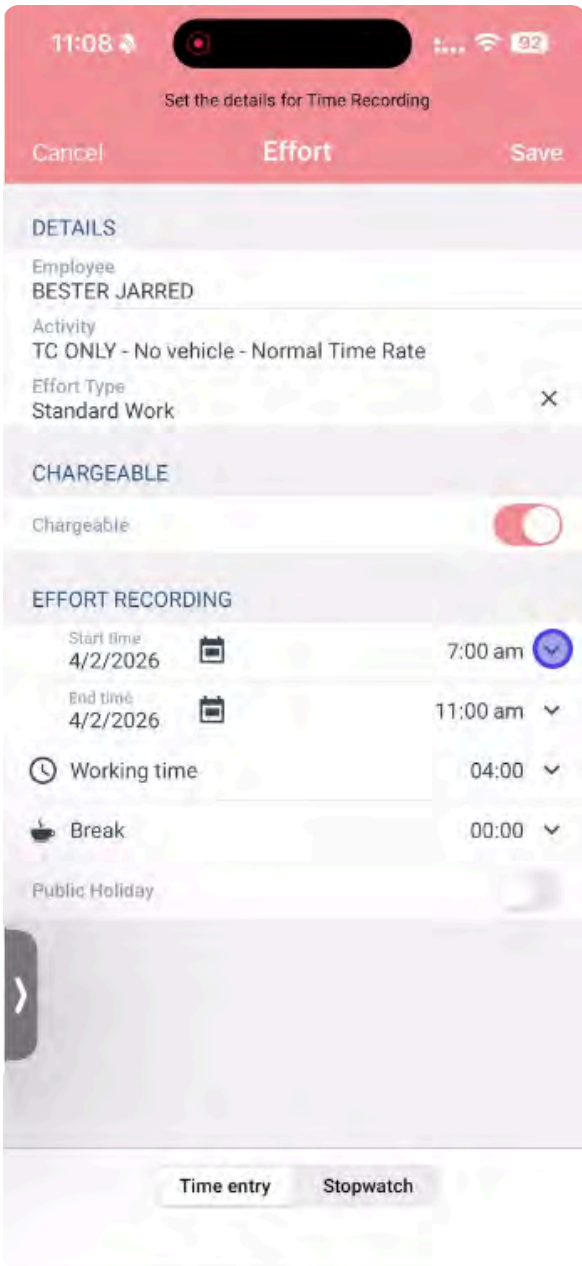 11:08
92
Set the details for Time Recording
Cancel Effort Save
DETAILS
Employee
BESTER JARRED
Activity
TC ONLY - No vehicle - Normal Time Rate
Effort Type
Standard Work
CHARGEABLE
Chargeable
EFFORT RECORDING
Start time
4/2/2026 7:00 am
End time
4/2/2026 11:00 am
Working time 04:00
Break 00:00
Public Holiday
Time entry Stopwatch